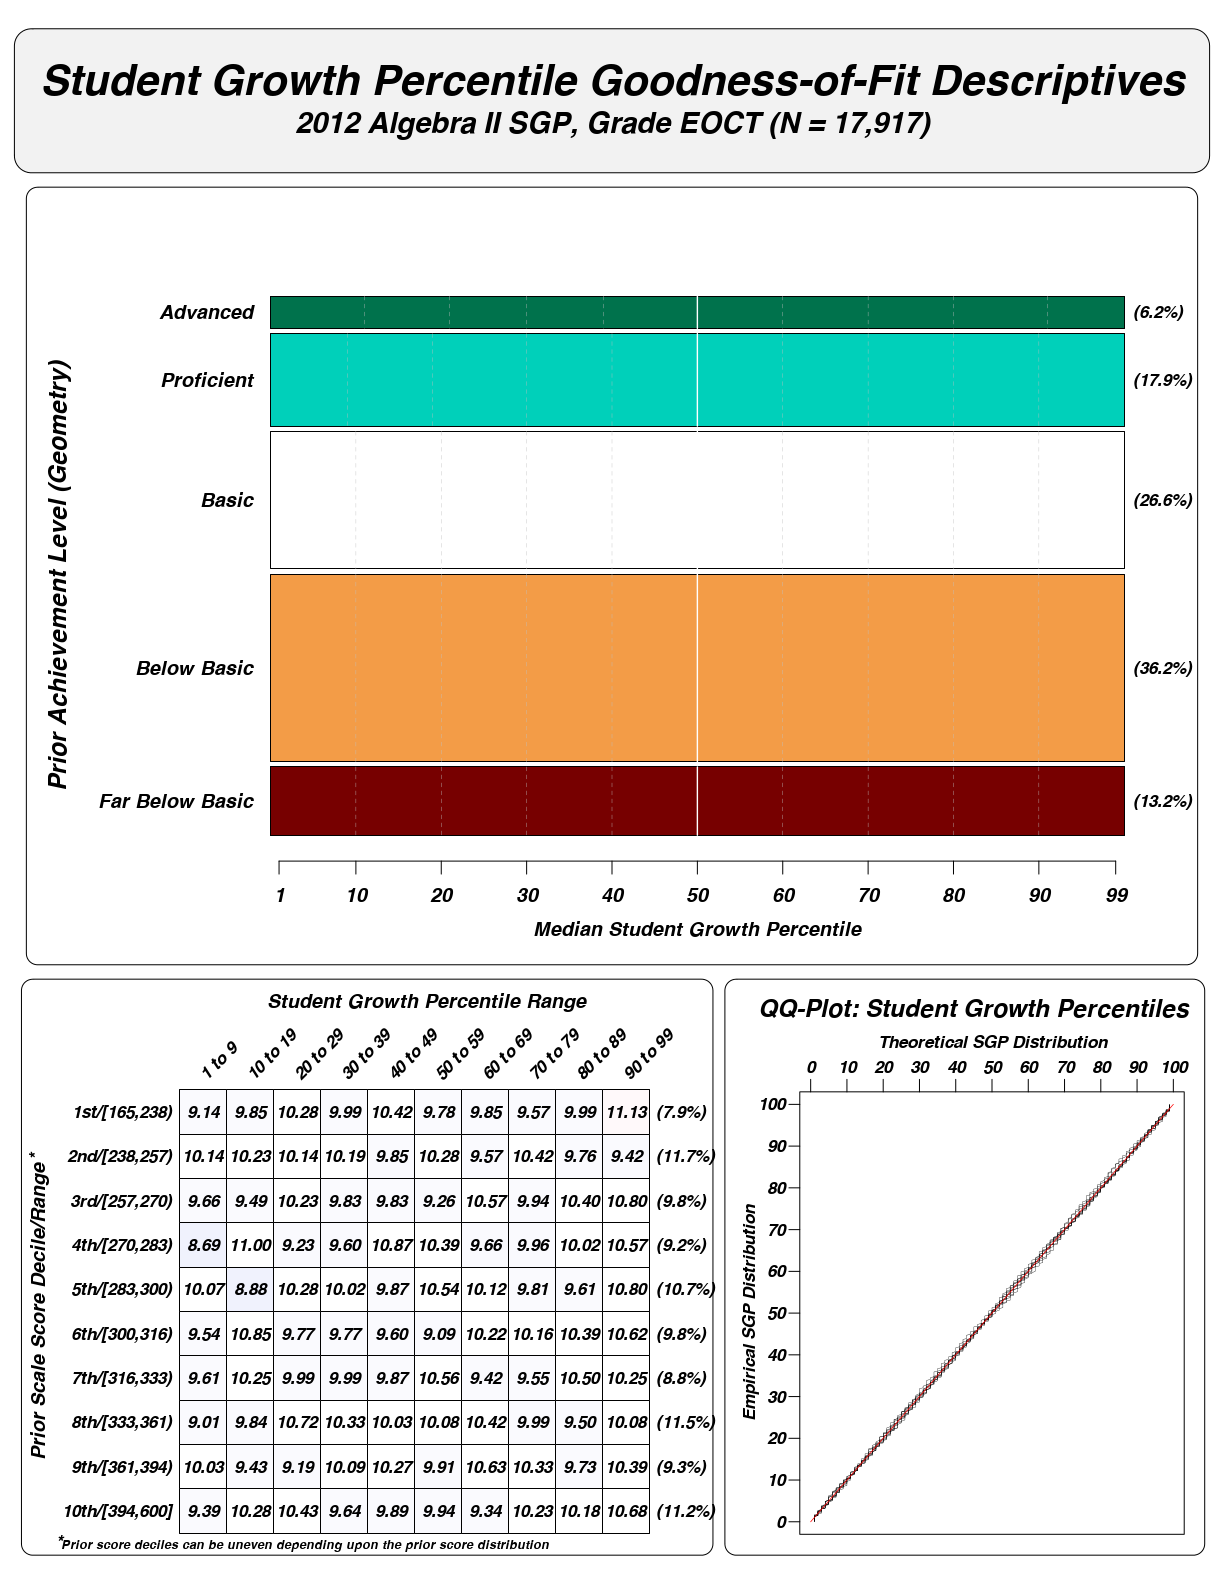 Student Growth Percentile Goodness-of-Fit Descriptives
2012 Algebra II SGP, Grade EOCT (N = 17,917)
Prior Achievement Level (Geometry)
Advanced (6.2%)
Proficient (17.9%)
Basic (26.6%)
Below Basic (36.2%)
Far Below Basic (13.2%)
1 10 20 30 40 50 60 70 80 90 99
Median Student Growth Percentile
Student Growth Percentile Range
1 to 9 10 to 19 20 to 29 30 to 39 40 to 49 50 to 59 60 to 69 70 to 79 80 to 89 90 to 99
Prior Scale Score Decile/Range*
1st/[165,238) 9.14 9.85 10.28 9.99 10.42 9.78 9.85 9.57 9.99 11.13 (7.9%)
2nd/[238,257) 10.14 10.23 10.14 10.19 9.85 10.28 9.57 10.42 9.76 9.42 (11.7%)
3rd/[257,270) 9.66 9.49 10.23 9.83 9.83 9.26 10.57 9.94 10.40 10.80 (9.8%)
4th/[270,283) 8.69 11.00 9.23 9.60 10.87 10.39 9.66 9.96 10.02 10.57 (9.2%)
5th/[283,300) 10.07 8.88 10.28 10.02 9.87 10.54 10.12 9.81 9.61 10.80 (10.7%)
6th/[300,316) 9.54 10.85 9.77 9.77 9.60 9.09 10.22 10.16 10.39 10.62 (9.8%)
7th/[316,333) 9.61 10.25 9.99 9.99 9.87 10.56 9.42 9.55 10.50 10.25 (8.8%)
8th/[333,361) 9.01 9.84 10.72 10.33 10.03 10.08 10.42 9.99 9.50 10.08 (11.5%)
9th/[361,394) 10.03 9.43 9.19 10.09 10.27 9.91 10.63 10.33 9.73 10.39 (9.3%)
10th/[394,600] 9.39 10.28 10.43 9.64 9.89 9.94 9.34 10.23 10.18 10.68 (11.2%)
*Prior score deciles can be uneven depending upon the prior score distribution
QQ-Plot: Student Growth Percentiles
Theoretical SGP Distribution
0 10 20 30 40 50 60 70 80 90 100
Empirical SGP Distribution
100
90
80
70
60
50
40
30
20
10
0